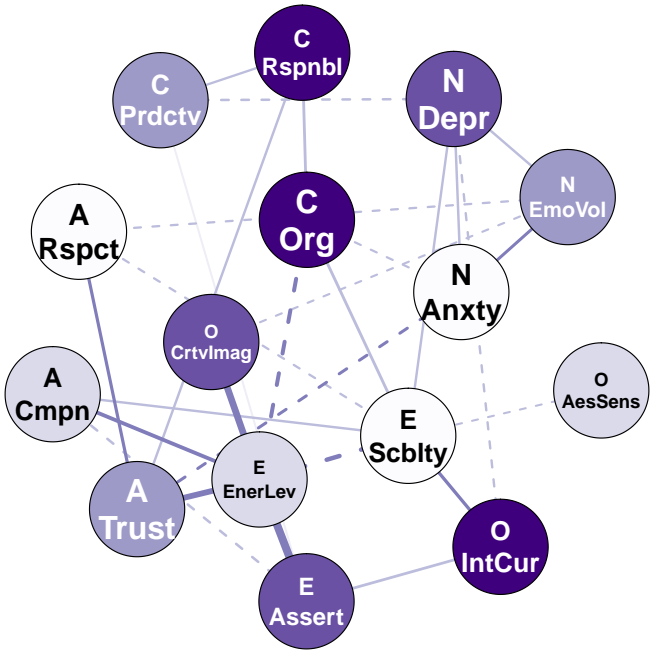 C
Rspnbl
C
Prdctv
N
Depr
N
EmoVol
A
Rspct
C
Org
N
Anxty
O
CrtvImag
A
Cmpn
O
AesSens
E
Scblty
E
EnerLev
A
Trust
O
IntCur
E
Assert